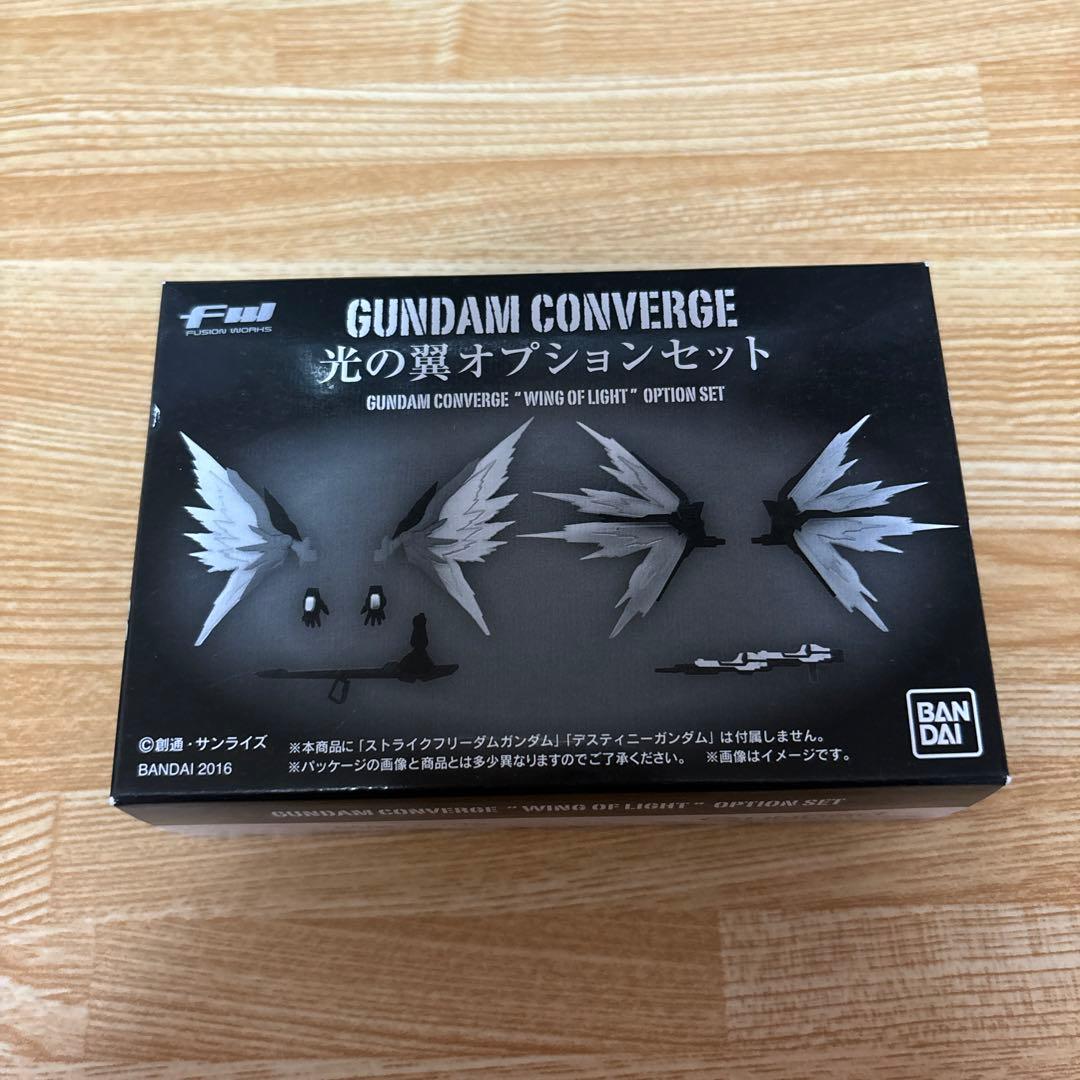 FW
FUSION WORKS
GUNDAM CONVERGE
光の翼オプションセット
GUNDAM CONVERGE "WING OF LIGHT" OPTION SET
©創通・サンライズ
BANDAI 2016
※本商品に「ストライクフリーダムガンダム」「デスティニーガンダム」は付属しません。
※パッケージの画像と商品とは多少異なりますのでご了承ください。 ※画像はイメージです。
BAN
DAI
GUNDAM CONVERGE "WING OF LIGHT" OPTION SET